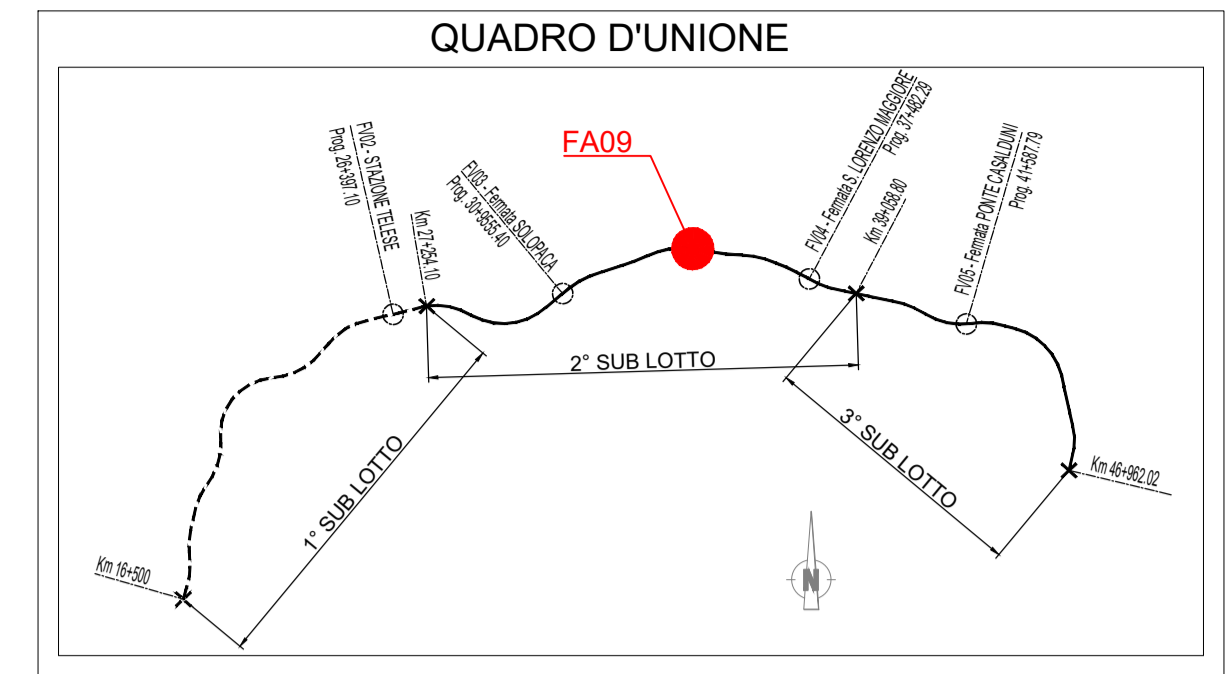 QUADRO D'UNIONE
FV02 - STAZIONE TELESE
Prog. 26+397.10
Km 27+254.10
FV03 - Fermata SOLOPACA
Prog. 30+9555.40
FA09
FV04 - Fermata S. LORENZO MAGGIORE
Prog. 37+482.29
Km 39+058.80
FV05 - Fermata PONTE CASALDUNI
Prog. 41+587.79
2° SUB LOTTO
1° SUB LOTTO
3° SUB LOTTO
Km 46+962.02
Km 16+500
N